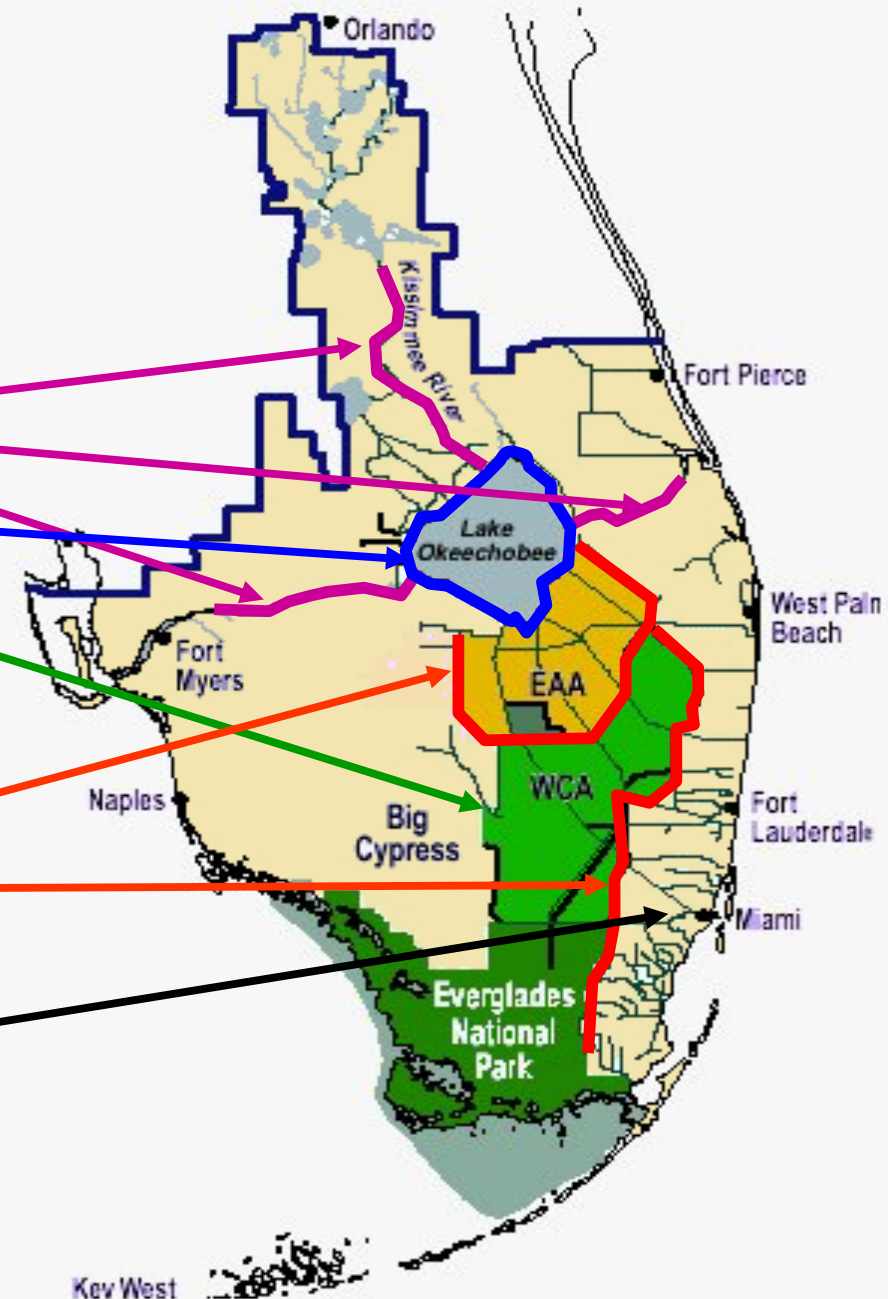 Orlando
Kissimmee River
Fort Pierce
Lake
Okeechobee
West Paln
Beach
Fort
Myers
EAA
WCA
Naples
Big
Cypress
Fort
Lauderdale
Miami
Everglades
National
Park
Key West